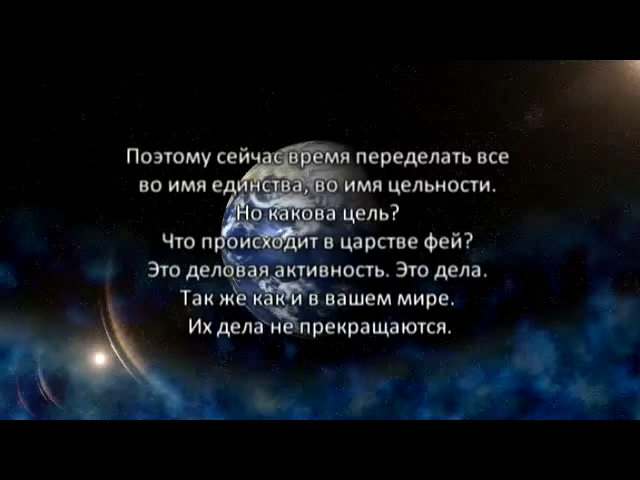 Поэтому сейчас время переделать все
во имя единства, во имя цельности.
Но какова цель?
Что происходит в царстве фей?
Это деловая активность. Это дела.
Так же как и в вашем мире.
Их дела не прекращаются.